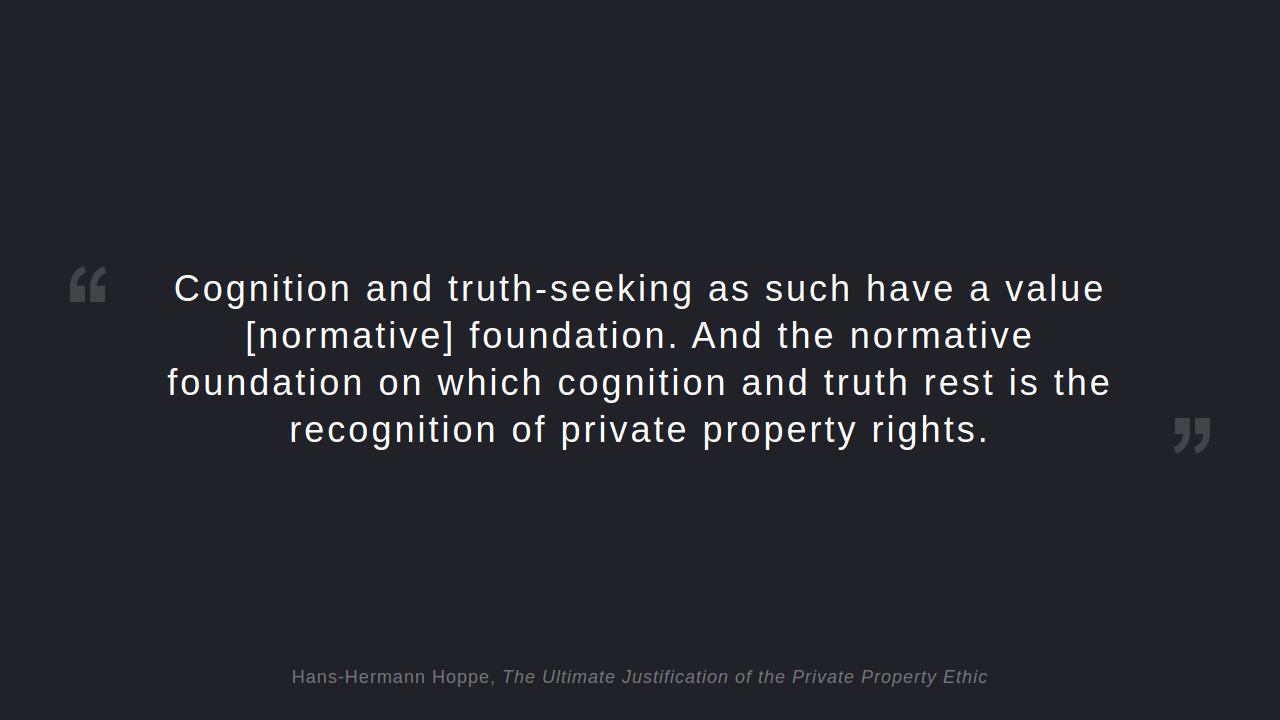 “
Cognition and truth-seeking as such have a value
[normative] foundation. And the normative
foundation on which cognition and truth rest is the
recognition of private property rights.
”
Hans-Hermann Hoppe, The Ultimate Justification of the Private Property Ethic